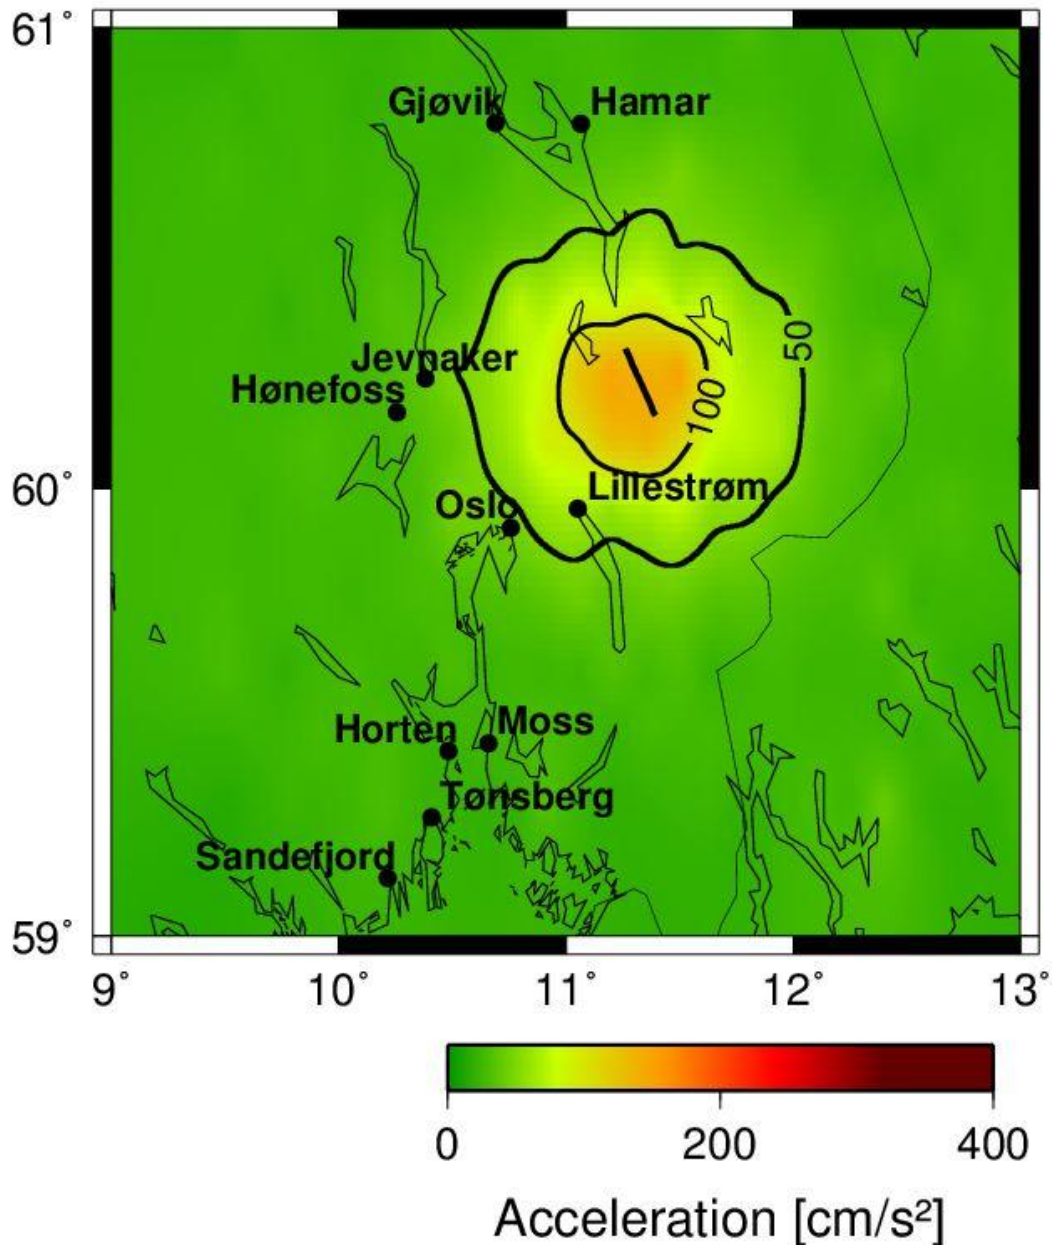 61°
Gjøvik Hamar
50
Jevnaker
Hønefoss
100
60°
Lillestrøm
Oslo
Horten Moss
Tønsberg
Sandefjord
59°
9° 10° 11° 12° 13°
0 200 400
Acceleration [cm/s²]